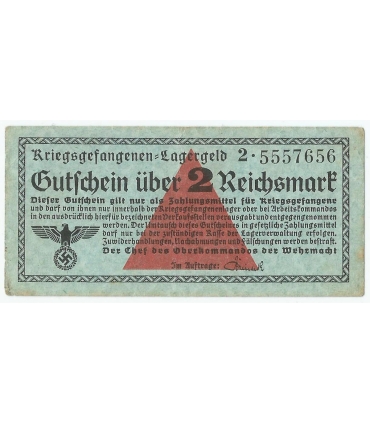 Kriegsgefangenen-Lagergeld 2·5557656
Gutschein über 2 Reichsmark
Dieser Gutschein gilt nur als Zahlungsmittel für Kriegsgefangene
und darf von ihnen nur innerhalb der Kriegsgefangenenlager oder bei Arbeitskommandos
in den ausdrücklich hierfür bezeichneten Verkaufsstellen verausgabt und entgegengenommen
werden. Der Umtausch dieses Gutscheines in gesetzliche Zahlungsmittel
darf nur bei der zuständigen Kasse der Lagerverwaltung erfolgen.
Zuwiderhandlungen, Nachahmungen und Fälschungen werden bestraft.
Der Chef des Oberkommandos der Wehrmacht
Im Auftrage: